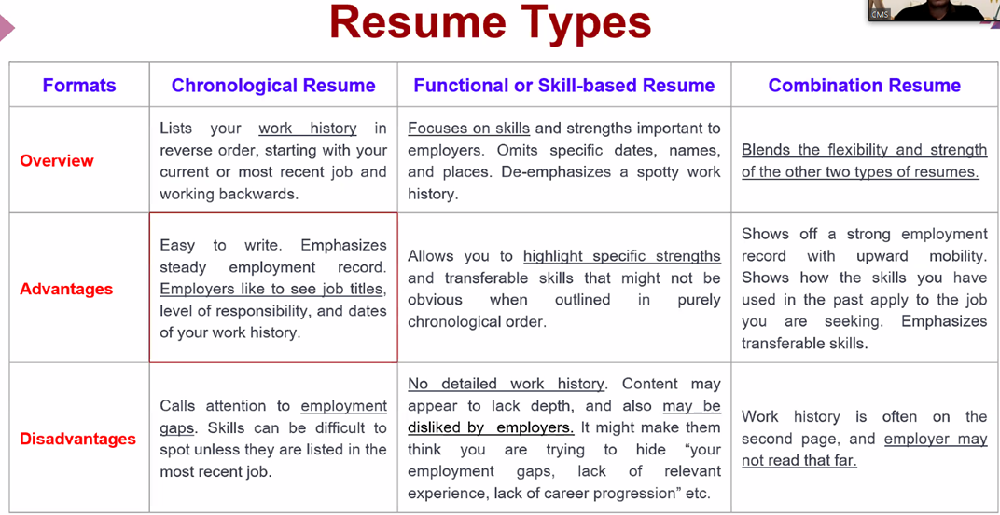 Resume Types
CMS
Formats
Chronological Resume
Functional or Skill-based Resume
Combination Resume
Overview
Lists your work history in
reverse order, starting with your
current or most recent job and
working backwards.
Focuses on skills and strengths important to
employers. Omits specific dates, names,
and places. De-emphasizes a spotty work
history.
Blends the flexibility and strength
of the other two types of resumes.
Advantages
Easy to write. Emphasizes
steady employment record.
Employers like to see job titles,
level of responsibility, and dates
of your work history.
Allows you to highlight specific strengths
and transferable skills that might not be
obvious when outlined in purely
chronological order.
Shows off a strong employment
record with upward mobility.
Shows how the skills you have
used in the past apply to the job
you are seeking. Emphasizes
transferable skills.
Disadvantages
Calls attention to employment
gaps. Skills can be difficult to
spot unless they are listed in the
most recent job.
No detailed work history. Content may
appear to lack depth, and also may be
disliked by employers. It might make them
think you are trying to hide “your
employment gaps, lack of relevant
experience, lack of career progression” etc.
Work history is often on the
second page, and employer may
not read that far.